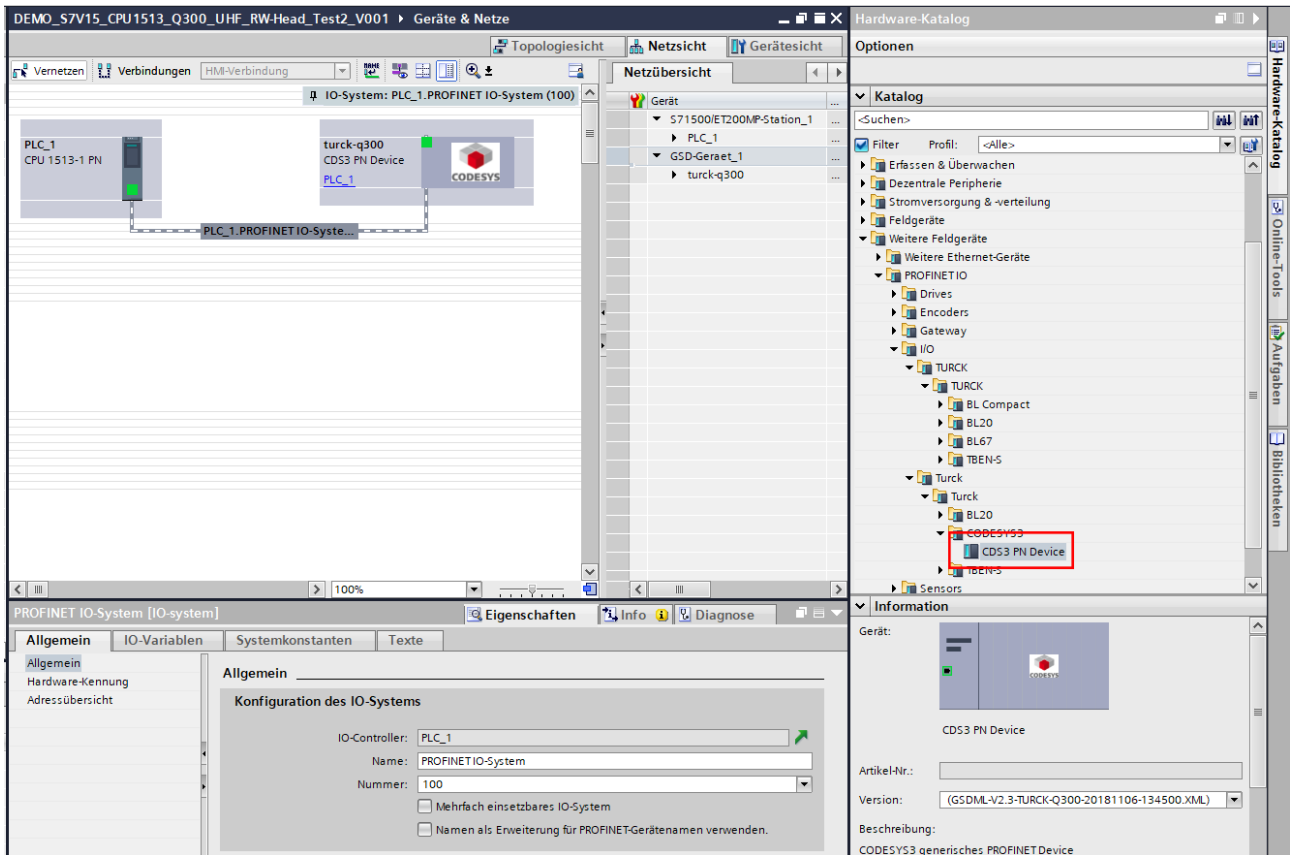 DEMO_S7V15_CPU1513_Q300_UHF_RW-Head_Test2_V001 ▸ Geräte & Netze
Topologiesicht Netzsicht Gerätesicht
Vernetzen Verbindungen HMI-Verbindung
IO-System: PLC_1.PROFINET IO-System (100)
PLC_1
CPU 1513-1 PN
turck-q300
CDS3 PN Device
PLC_1
CODESYS
PLC_1.PROFINET IO-Syste...
100%
Netzübersicht
Gerät ...
S71500/ET200MP-Station_1 ...
PLC_1 ...
GSD-Geraet_1 ...
turck-q300 ...
Hardware-Katalog
Optionen
Katalog
<Suchen>
Filter Profil: <Alle>
Erfassen & Überwachen
Dezentrale Peripherie
Stromversorgung & -verteilung
Feldgeräte
Weitere Feldgeräte
Weitere Ethernet-Geräte
PROFINET IO
Drives
Encoders
Gateway
I/O
TURCK
TURCK
BL Compact
BL20
BL67
TBEN-S
Turck
Turck
BL20
CODESYS3
CDS3 PN Device
TBEN-S
Sensors
Information
Gerät:
CODESYS
CDS3 PN Device
Artikel-Nr.:
Version: (GSDML-V2.3-TURCK-Q300-20181106-134500.XML)
Beschreibung:
CODESYS3 generisches PROFINET Device
Hardware-Katalog
Online-Tools
Aufgaben
Bibliotheken
PROFINET IO-System [IO-system]
Eigenschaften Info Diagnose
Allgemein IO-Variablen Systemkonstanten Texte
Allgemein
Hardware-Kennung
Adressübersicht
Allgemein
Konfiguration des IO-Systems
IO-Controller: PLC_1
Name: PROFINET IO-System
Nummer: 100
Mehrfach einsetzbares IO-System
Namen als Erweiterung für PROFINET-Gerätenamen verwenden.